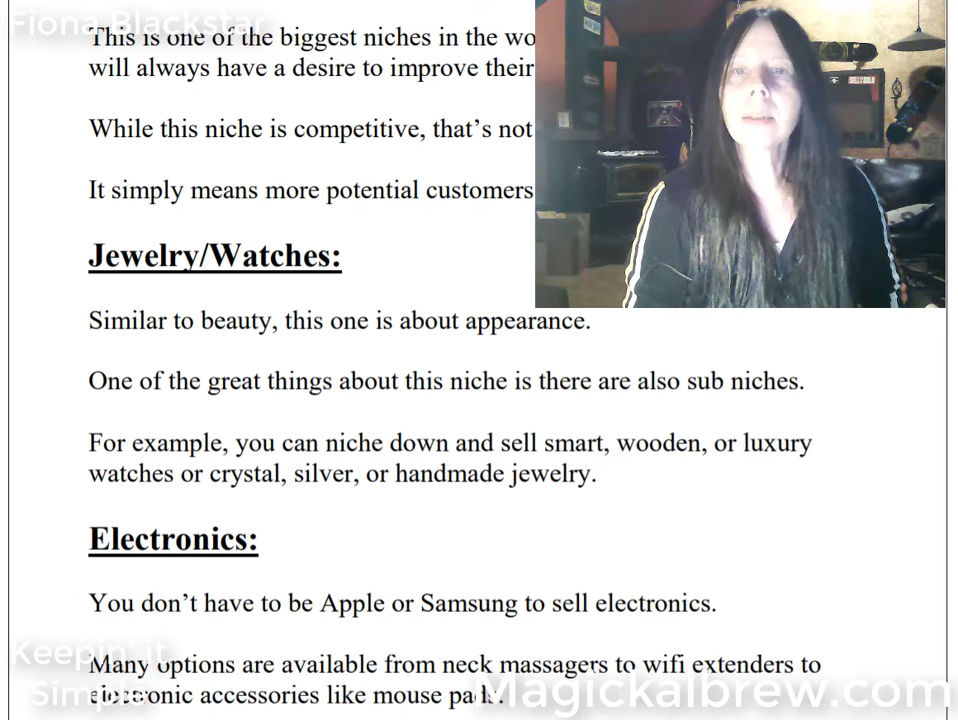 Fiona Blackstar
This is one of the biggest niches in the wo
will always have a desire to improve their
While this niche is competitive, that’s not
It simply means more potential customers
Jewelry/Watches:
Similar to beauty, this one is about appearance.
One of the great things about this niche is there are also sub niches.
For example, you can niche down and sell smart, wooden, or luxury
watches or crystal, silver, or handmade jewelry.
Electronics:
You don’t have to be Apple or Samsung to sell electronics.
Many options are available from neck massagers to wifi extenders to
electronic accessories like mouse pads.
Keepin' it
Simple
Magickalbrew.com